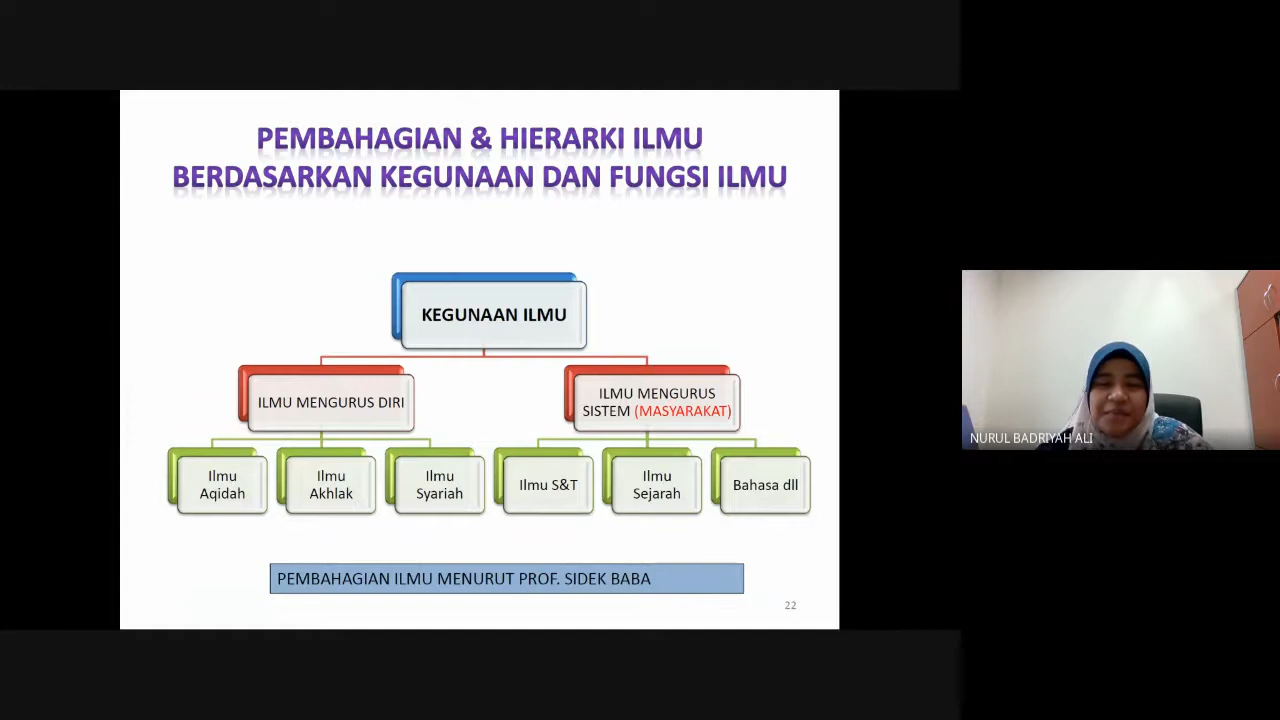 PEMBAHAGIAN & HIERARKI ILMU
BERDASARKAN KEGUNAAN DAN FUNGSI ILMU
KEGUNAAN ILMU
ILMU MENGURUS DIRI
ILMU MENGURUS
SISTEM (MASYARAKAT)
Ilmu
Aqidah
Ilmu
Akhlak
Ilmu
Syariah
Ilmu S&T
Ilmu
Sejarah
Bahasa dll
PEMBAHAGIAN ILMU MENURUT PROF. SIDEK BABA
22
NURUL BADRIYAH ALI